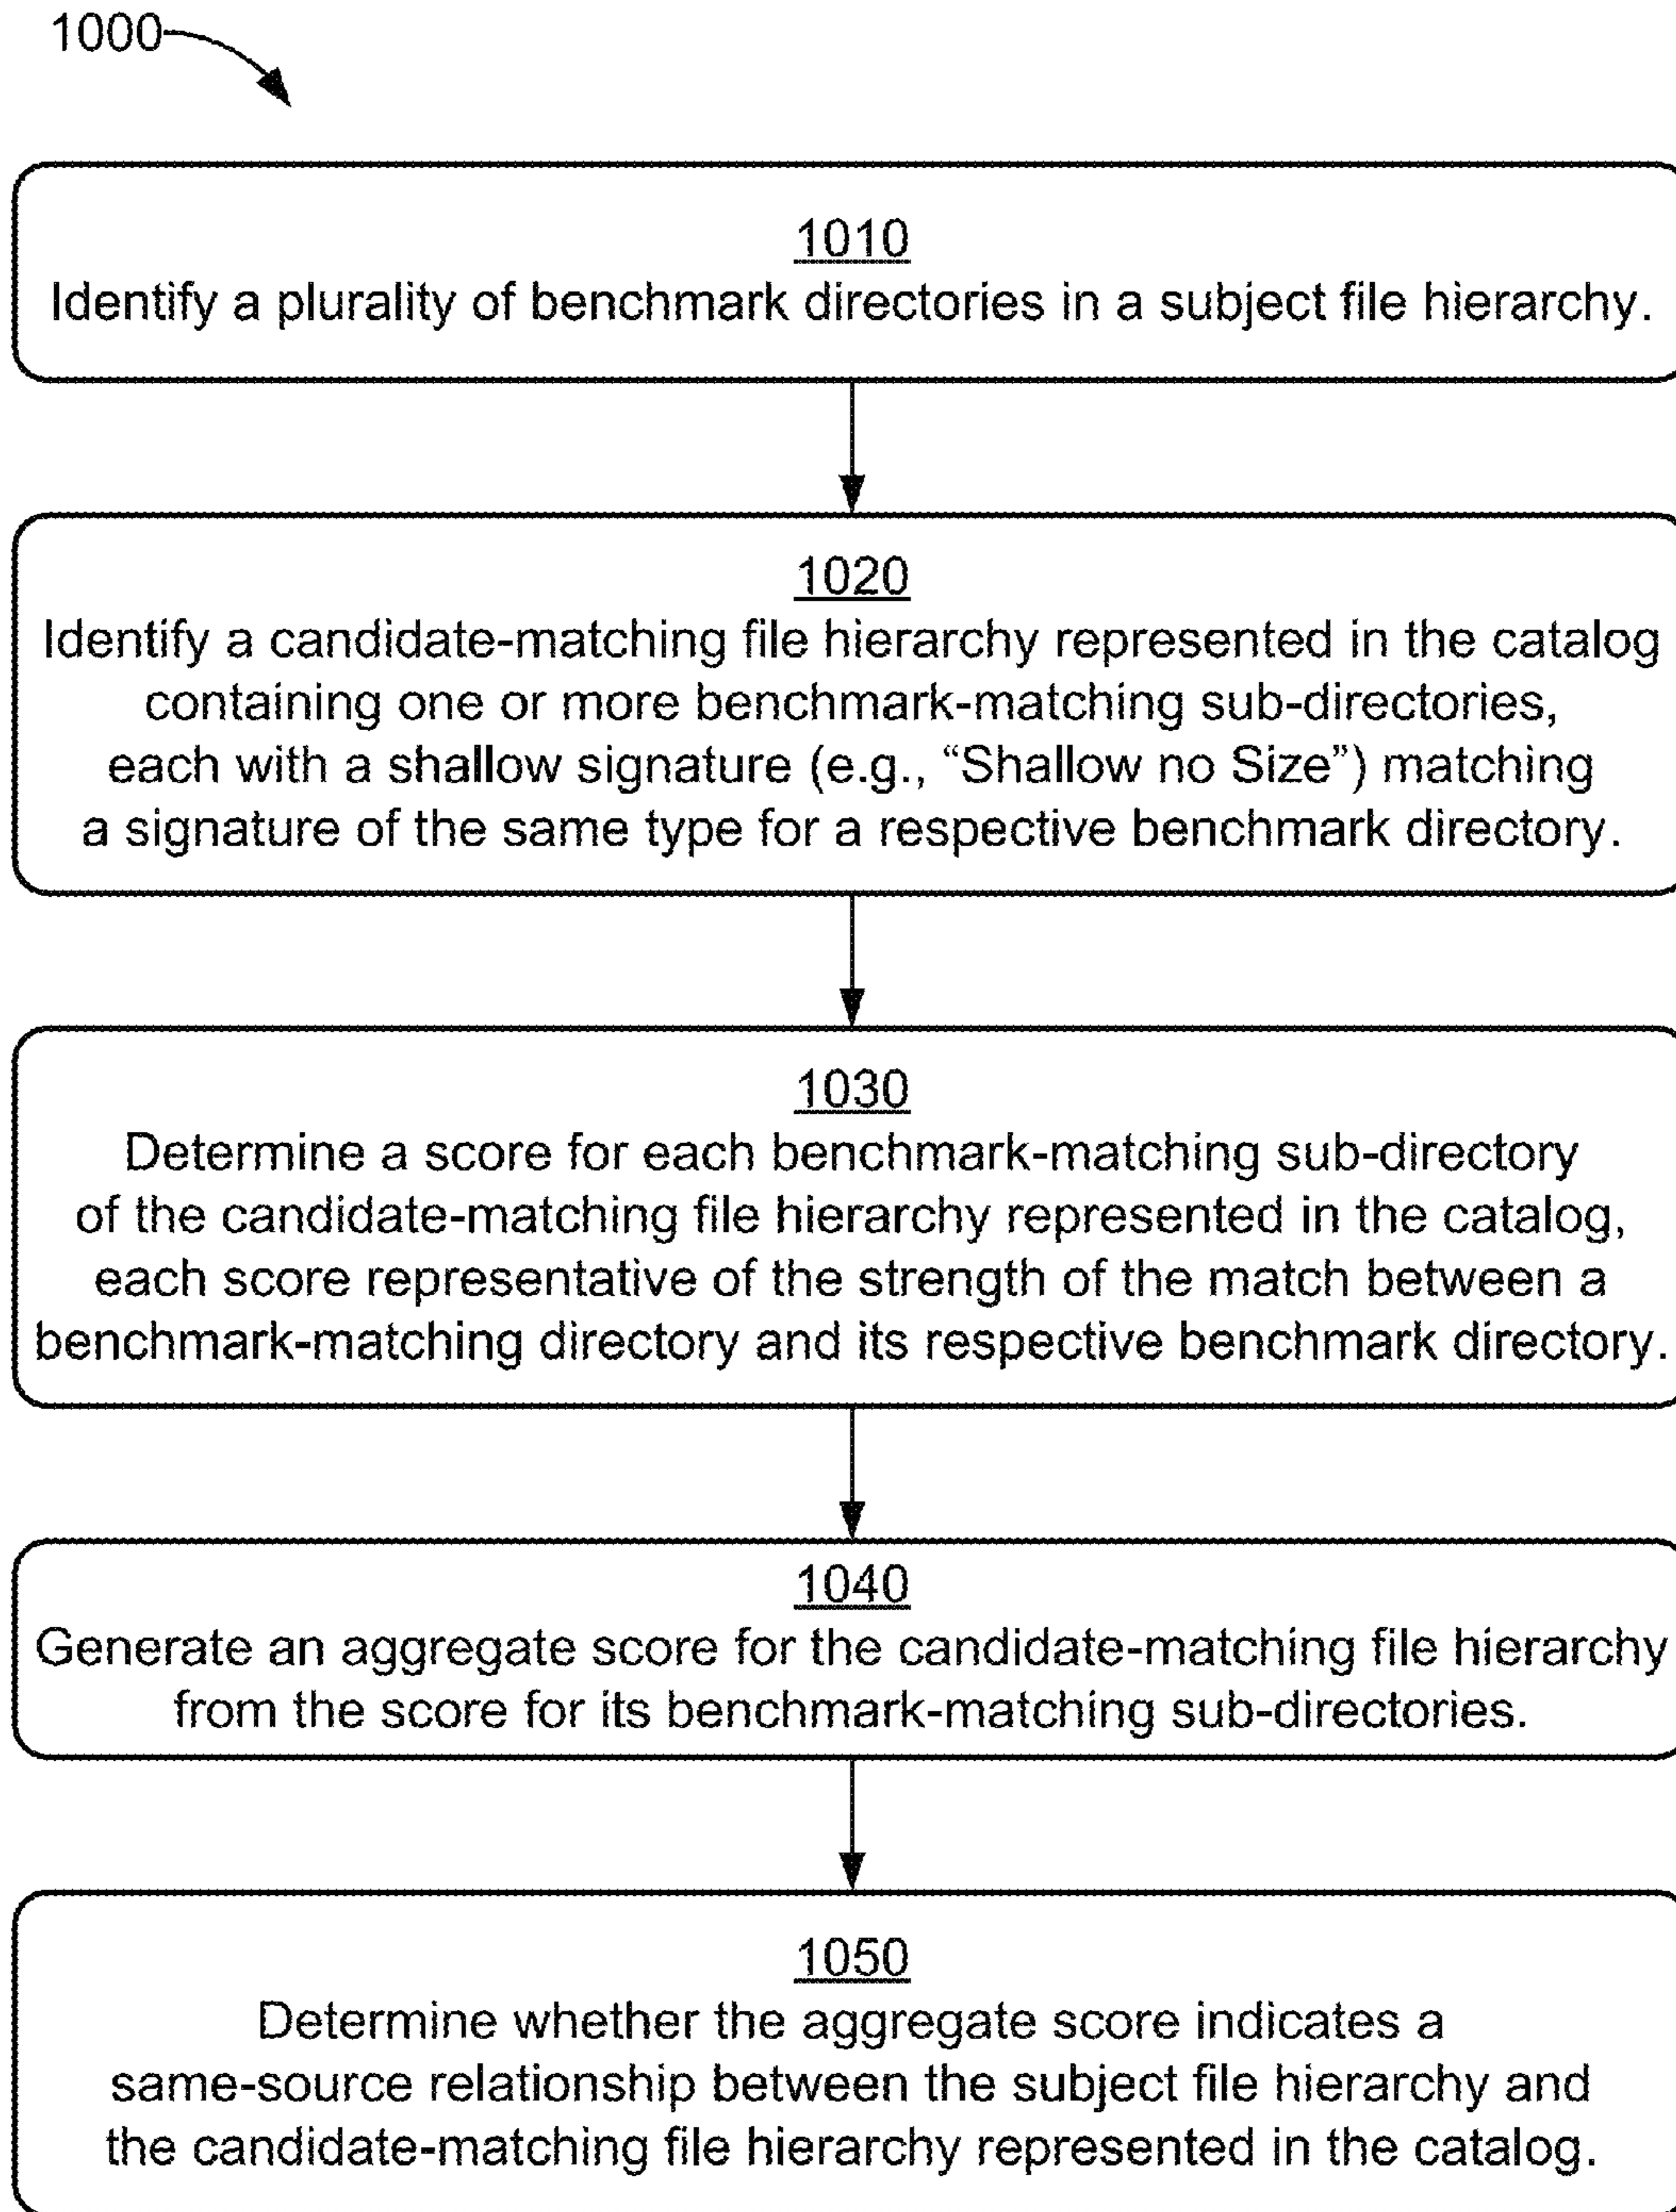 1000
1010
Identify a plurality of benchmark directories in a subject file hierarchy.
1020
Identify a candidate-matching file hierarchy represented in the catalog
containing one or more benchmark-matching sub-directories,
each with a shallow signature (e.g., “Shallow no Size”) matching
a signature of the same type for a respective benchmark directory.
1030
Determine a score for each benchmark-matching sub-directory
of the candidate-matching file hierarchy represented in the catalog,
each score representative of the strength of the match between a
benchmark-matching directory and its respective benchmark directory.
1040
Generate an aggregate score for the candidate-matching file hierarchy
from the score for its benchmark-matching sub-directories.
1050
Determine whether the aggregate score indicates a
same-source relationship between the subject file hierarchy and
the candidate-matching file hierarchy represented in the catalog.